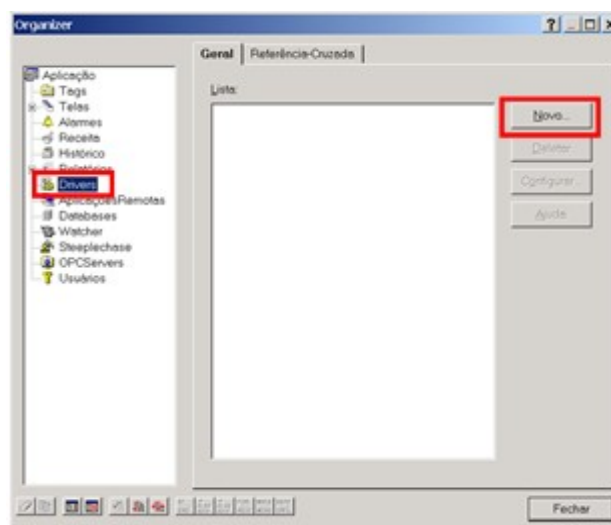 Organizer
Geral
Referência-Cruzada
Aplicação
Tags
Telas
Alarmes
Receita
Histórico
Relatórios
Drivers
AplicaçõesRemotas
Databases
Watcher
Steeplechase
OPCServers
Usuários
Lista:
Novo...
Deletar
Configurar...
Ajuda
Fechar